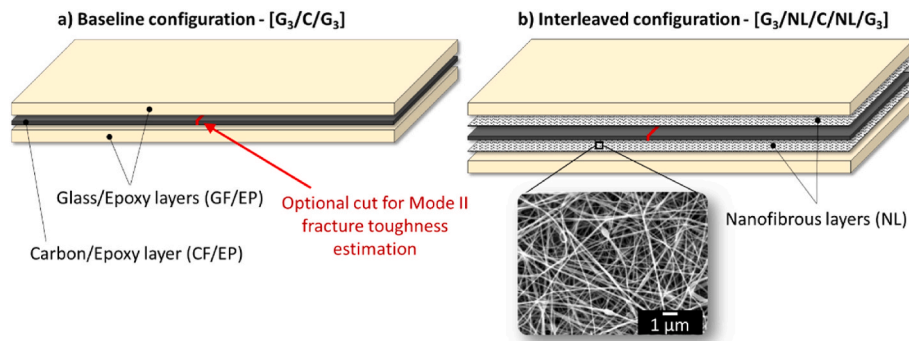 a) Baseline configuration - [G₃/C/G₃]
b) Interleaved configuration - [G₃/NL/C/NL/G₃]
Glass/Epoxy layers (GF/EP)
Carbon/Epoxy layer (CF/EP)
Optional cut for Mode II
fracture toughness
estimation
Nanofibrous layers (NL)
1 µm